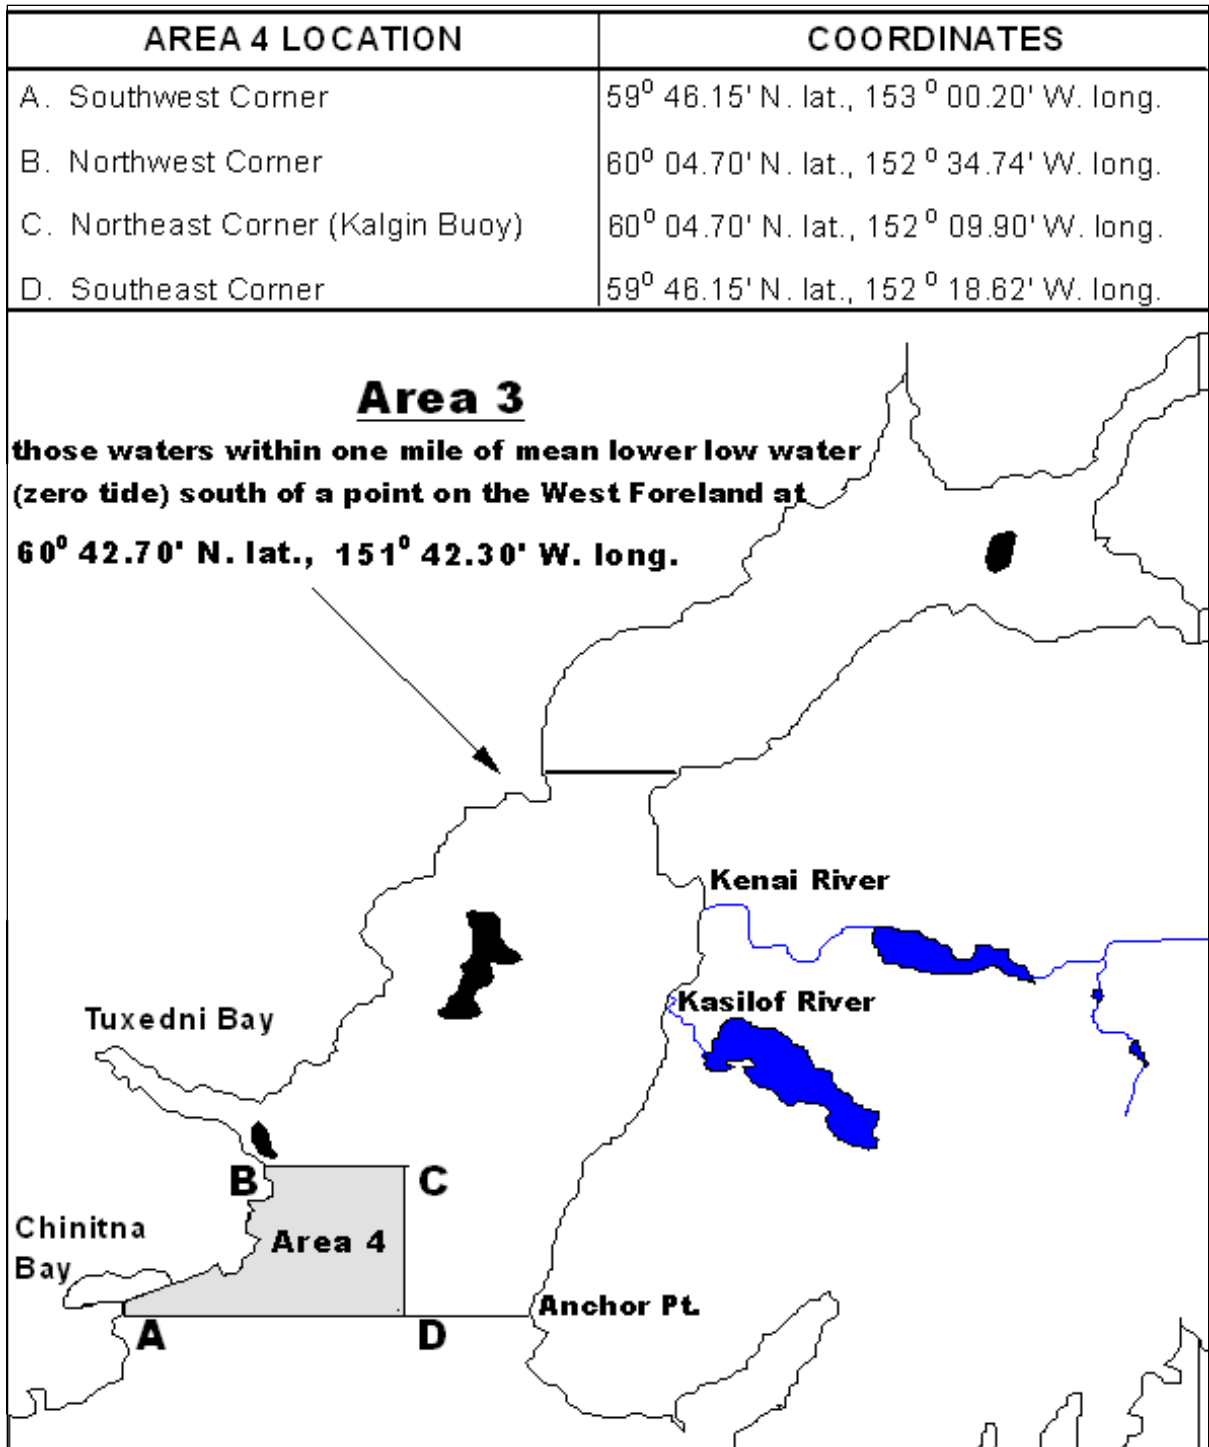 AREA 4 LOCATION COORDINATES
A. Southwest Corner 59⁰ 46.15' N. lat., 153 ⁰ 00.20' W. long.
B. Northwest Corner 60⁰ 04.70' N. lat., 152 ⁰ 34.74' W. long.
C. Northeast Corner (Kalgin Buoy) 60⁰ 04.70' N. lat., 152 ⁰ 09.90' W. long.
D. Southeast Corner 59⁰ 46.15' N. lat., 152 ⁰ 18.62' W. long.
Area 3
those waters within one mile of mean lower low water
(zero tide) south of a point on the West Foreland at
60⁰ 42.70' N. lat., 151⁰ 42.30' W. long.
Kenai River
Kasilof River
Tuxedni Bay
B
C
Chinitna
Bay
Area 4
Anchor Pt.
A
D